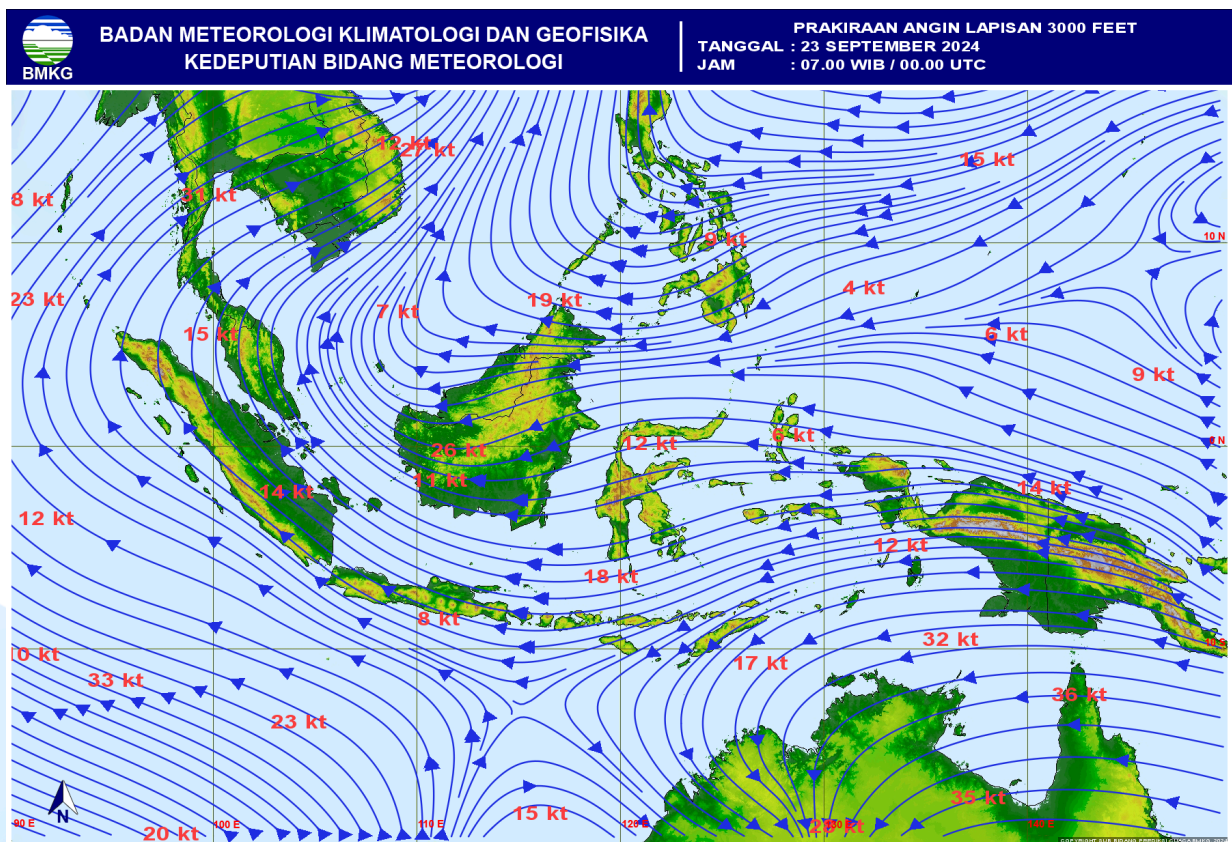 BADAN METEOROLOGI KLIMATOLOGI DAN GEOFISIKA
KEDEPUTIAN BIDANG METEOROLOGI
BMKG
PRAKIRAAN ANGIN LAPISAN 3000 FEET
TANGGAL : 23 SEPTEMBER 2024
JAM : 07.00 WIB / 00.00 UTC
12 kt
27 kt
15 kt
31 kt
8 kt
9 kt
10 N
4 kt
23 kt
19 kt
7 kt
15 kt
6 kt
9 kt
6 kt
12 kt
26 kt
11 kt
14 kt
14 kt
12 kt
12 kt
18 kt
8 kt
32 kt
10 kt
17 kt
33 kt
36 kt
23 kt
35 kt
15 kt
N
90 E
100 E
110 E
120 E
140 E
20 kt